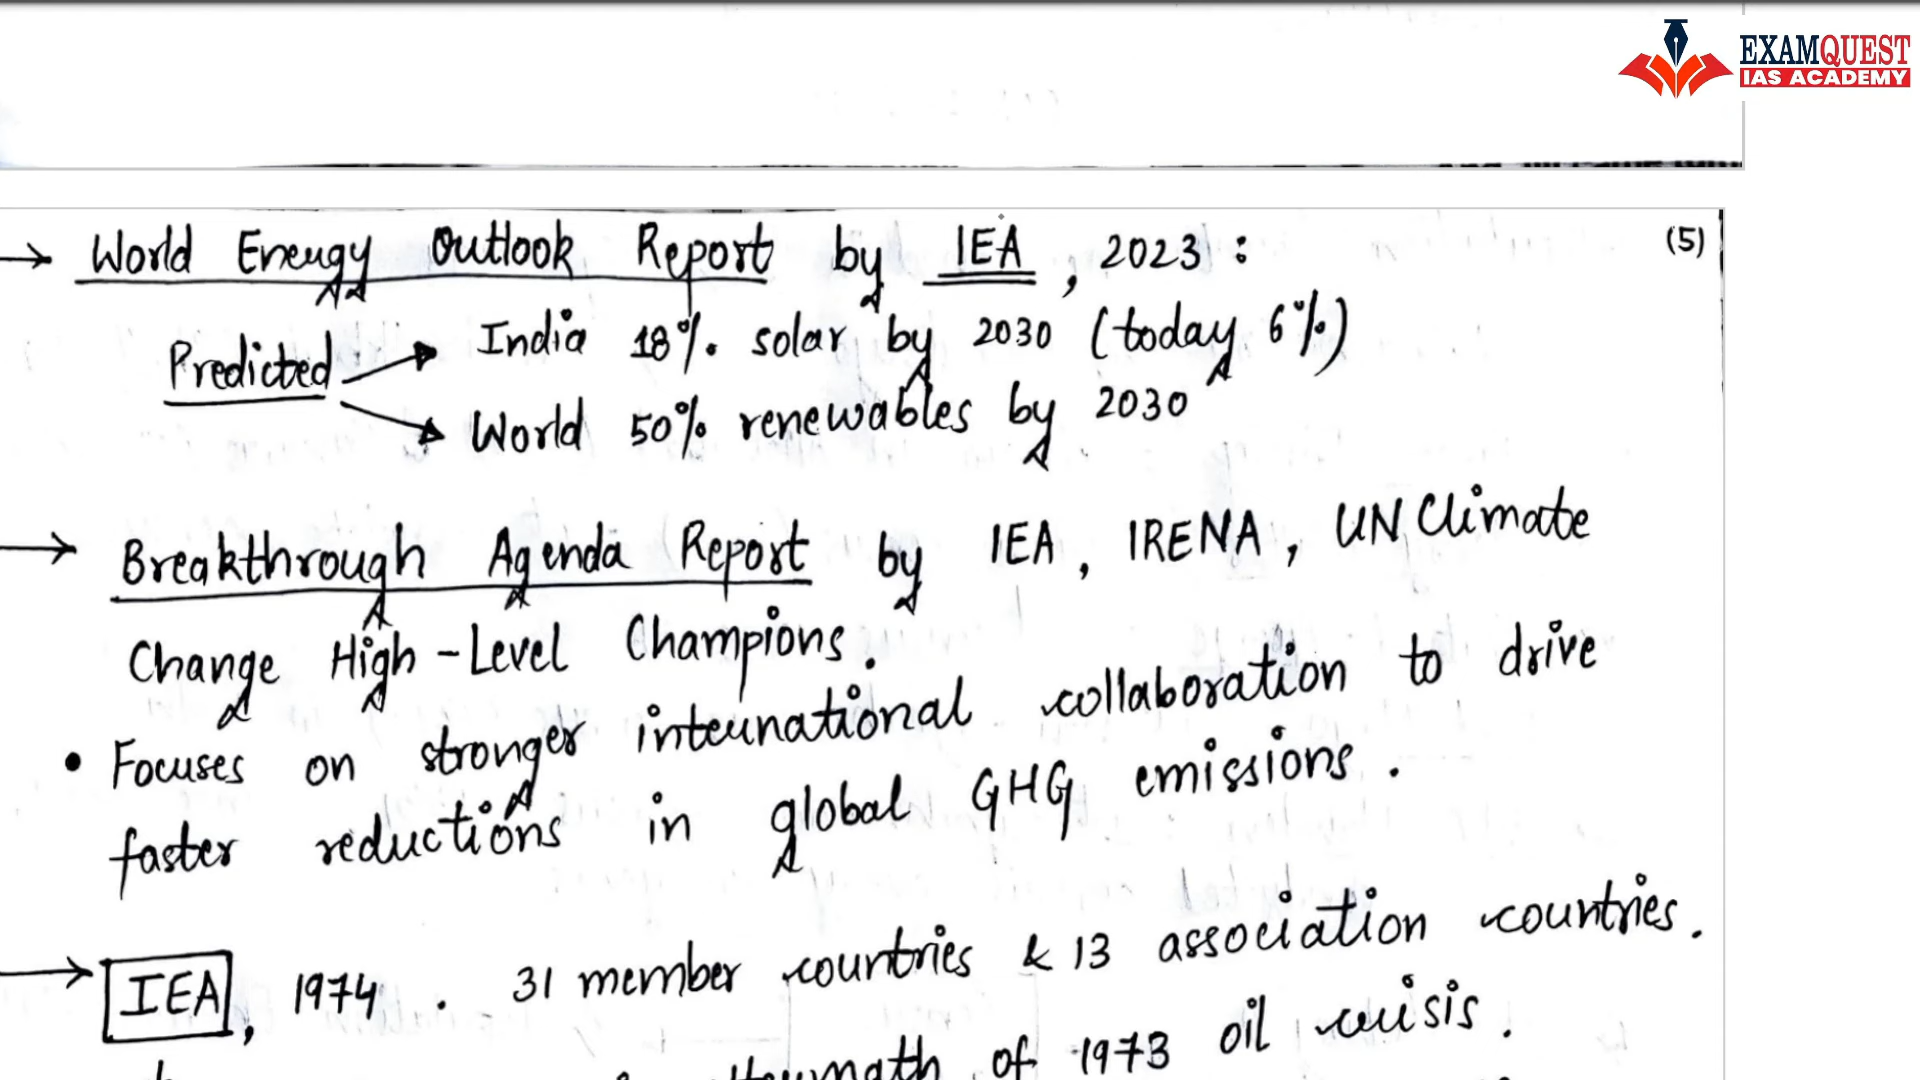 EXAMQUEST
IAS ACADEMY
(5)
→ World Energy Outlook Report by IEA, 2023 :
Predicted → India 18% solar by 2030 (today 6%)
→ World 50% renewables by 2030
→ Breakthrough Agenda Report by IEA, IRENA, UN Climate
Change High-Level Champions.
• Focuses on stronger international collaboration to drive
faster reductions in global GHG emissions.
→ IEA, 1974. 31 member countries & 13 association countries.
of 1973 oil crisis.